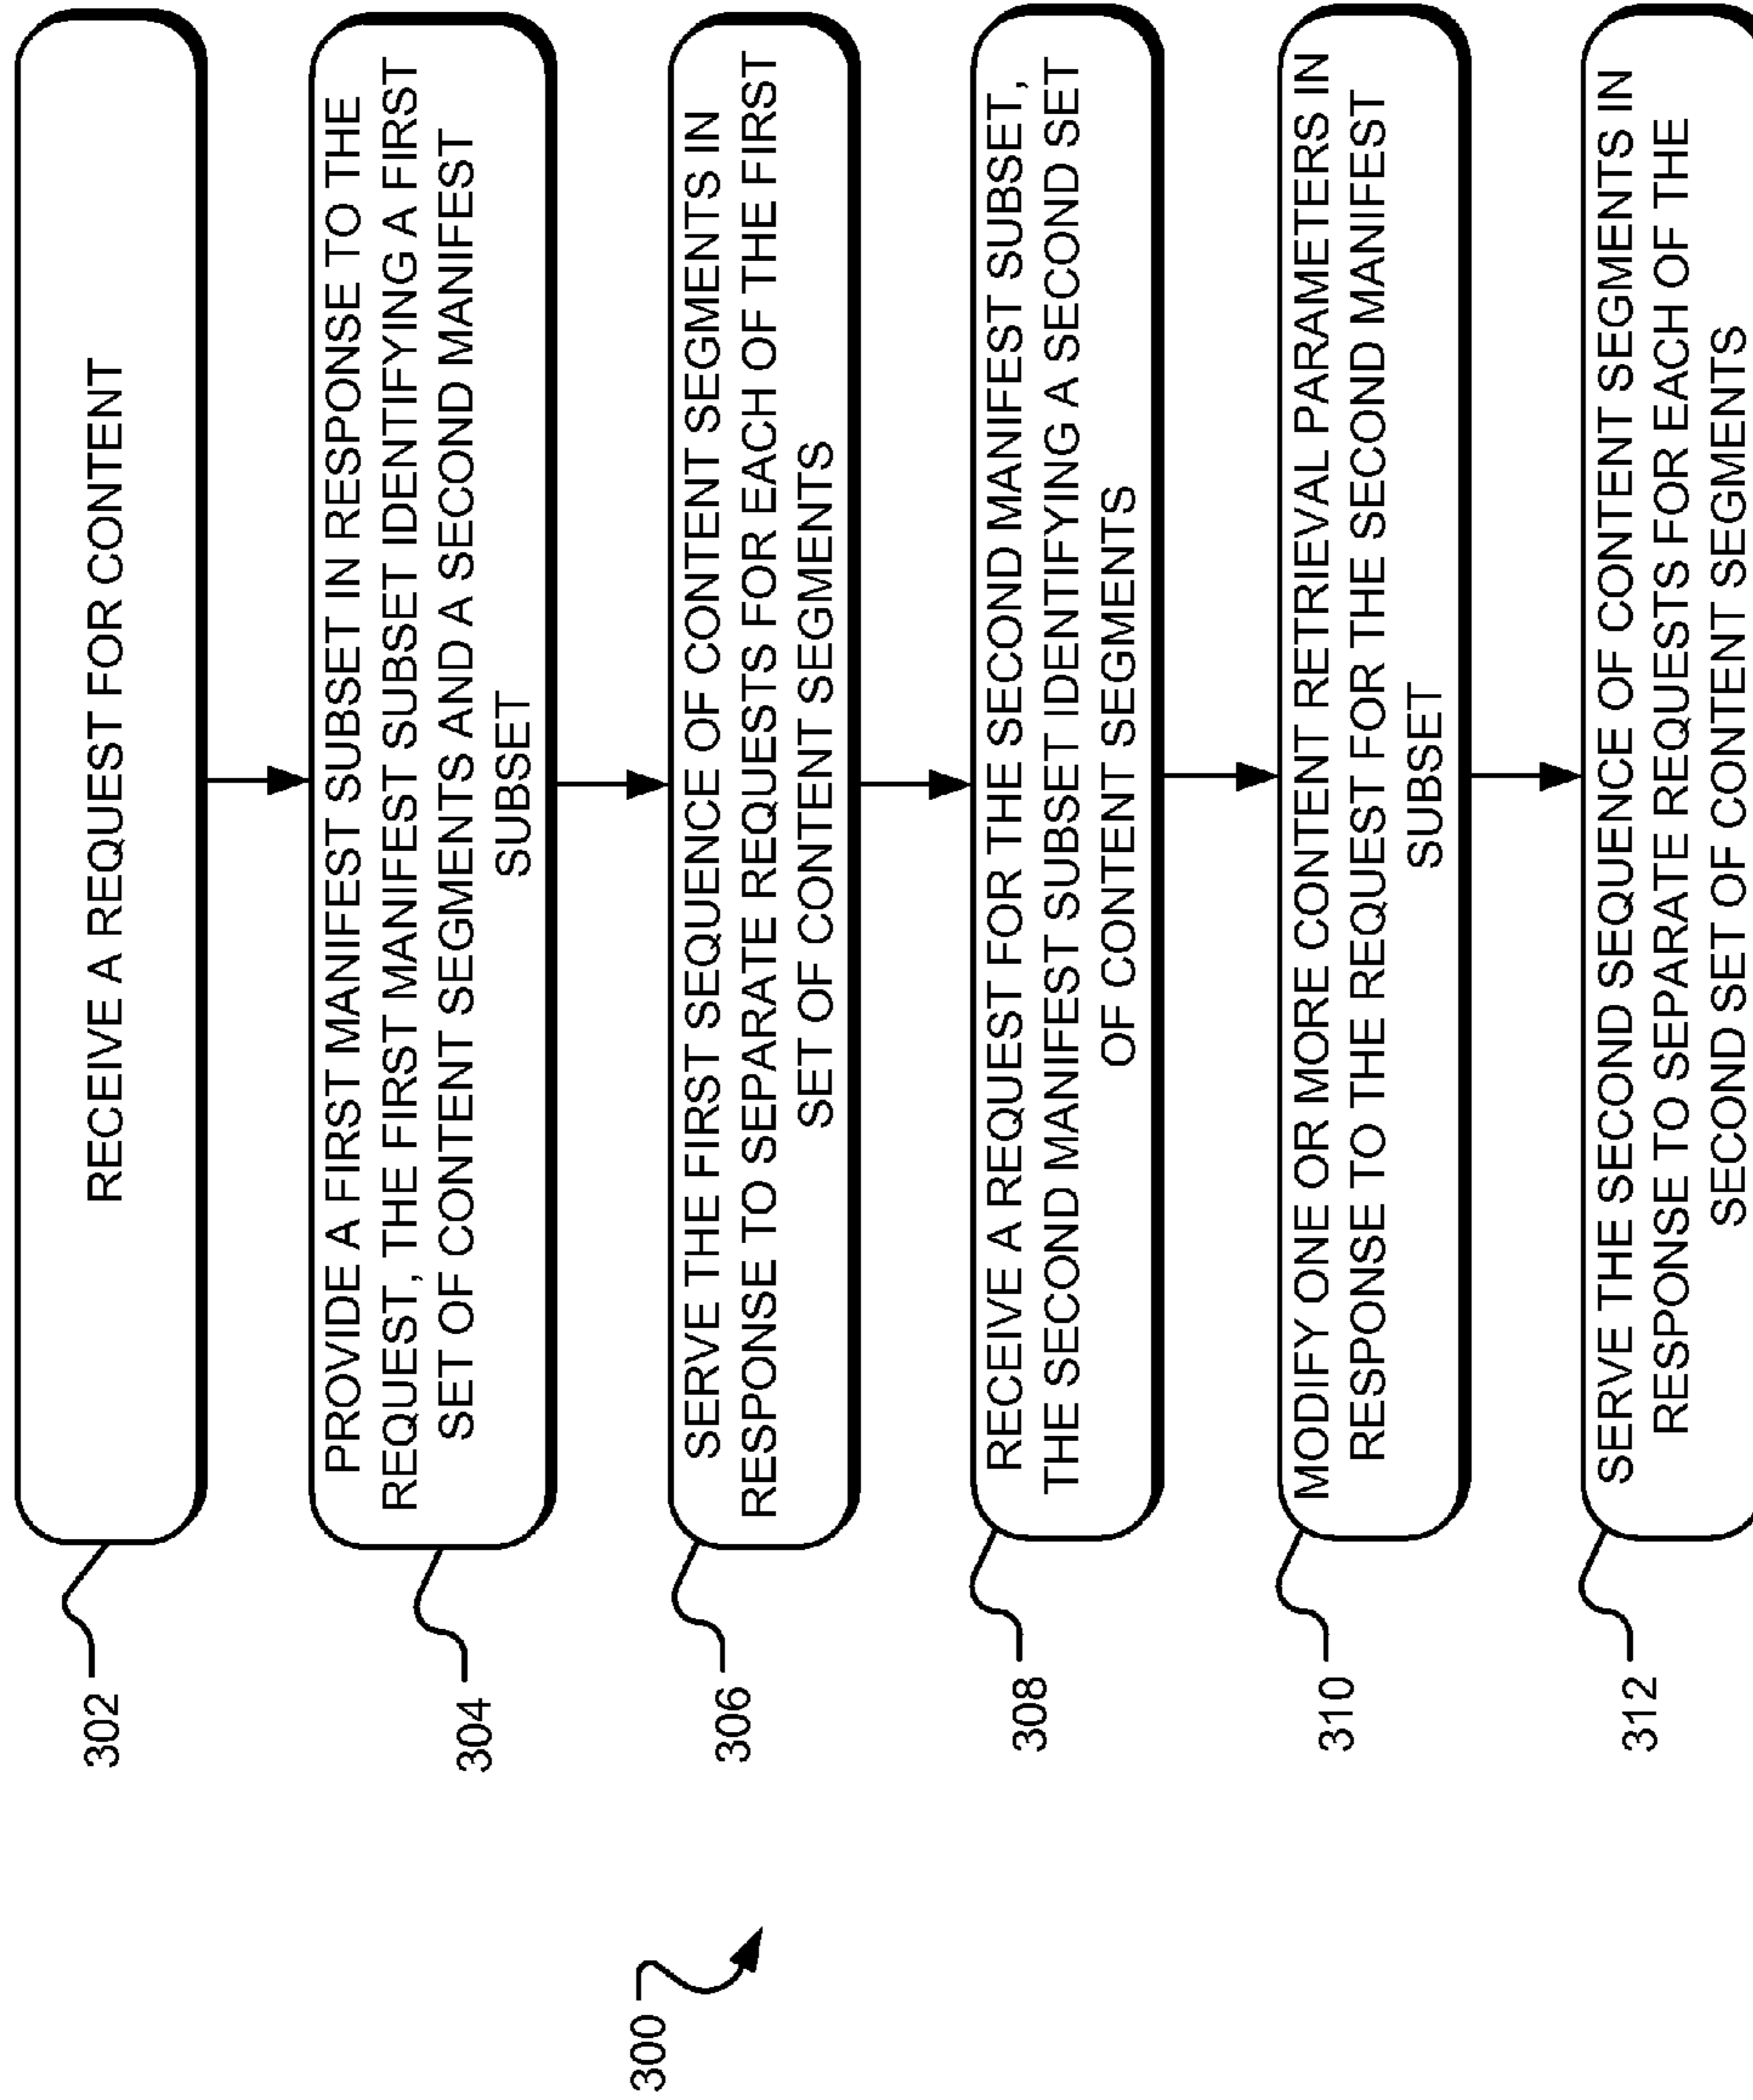 300
302
RECEIVE A REQUEST FOR CONTENT
304
PROVIDE A FIRST MANIFEST SUBSET IN RESPONSE TO THE
REQUEST, THE FIRST MANIFEST SUBSET IDENTIFYING A FIRST
SET OF CONTENT SEGMENTS AND A SECOND MANIFEST
SUBSET
306
SERVE THE FIRST SEQUENCE OF CONTENT SEGMENTS IN
RESPONSE TO SEPARATE REQUESTS FOR EACH OF THE FIRST
SET OF CONTENT SEGMENTS
308
RECEIVE A REQUEST FOR THE SECOND MANIFEST SUBSET,
THE SECOND MANIFEST SUBSET IDENTIFYING A SECOND SET
OF CONTENT SEGMENTS
310
MODIFY ONE OR MORE CONTENT RETRIEVAL PARAMETERS IN
RESPONSE TO THE REQUEST FOR THE SECOND MANIFEST
SUBSET
312
SERVE THE SECOND SEQUENCE OF CONTENT SEGMENTS IN
RESPONSE TO SEPARATE REQUESTS FOR EACH OF THE
SECOND SET OF CONTENT SEGMENTS